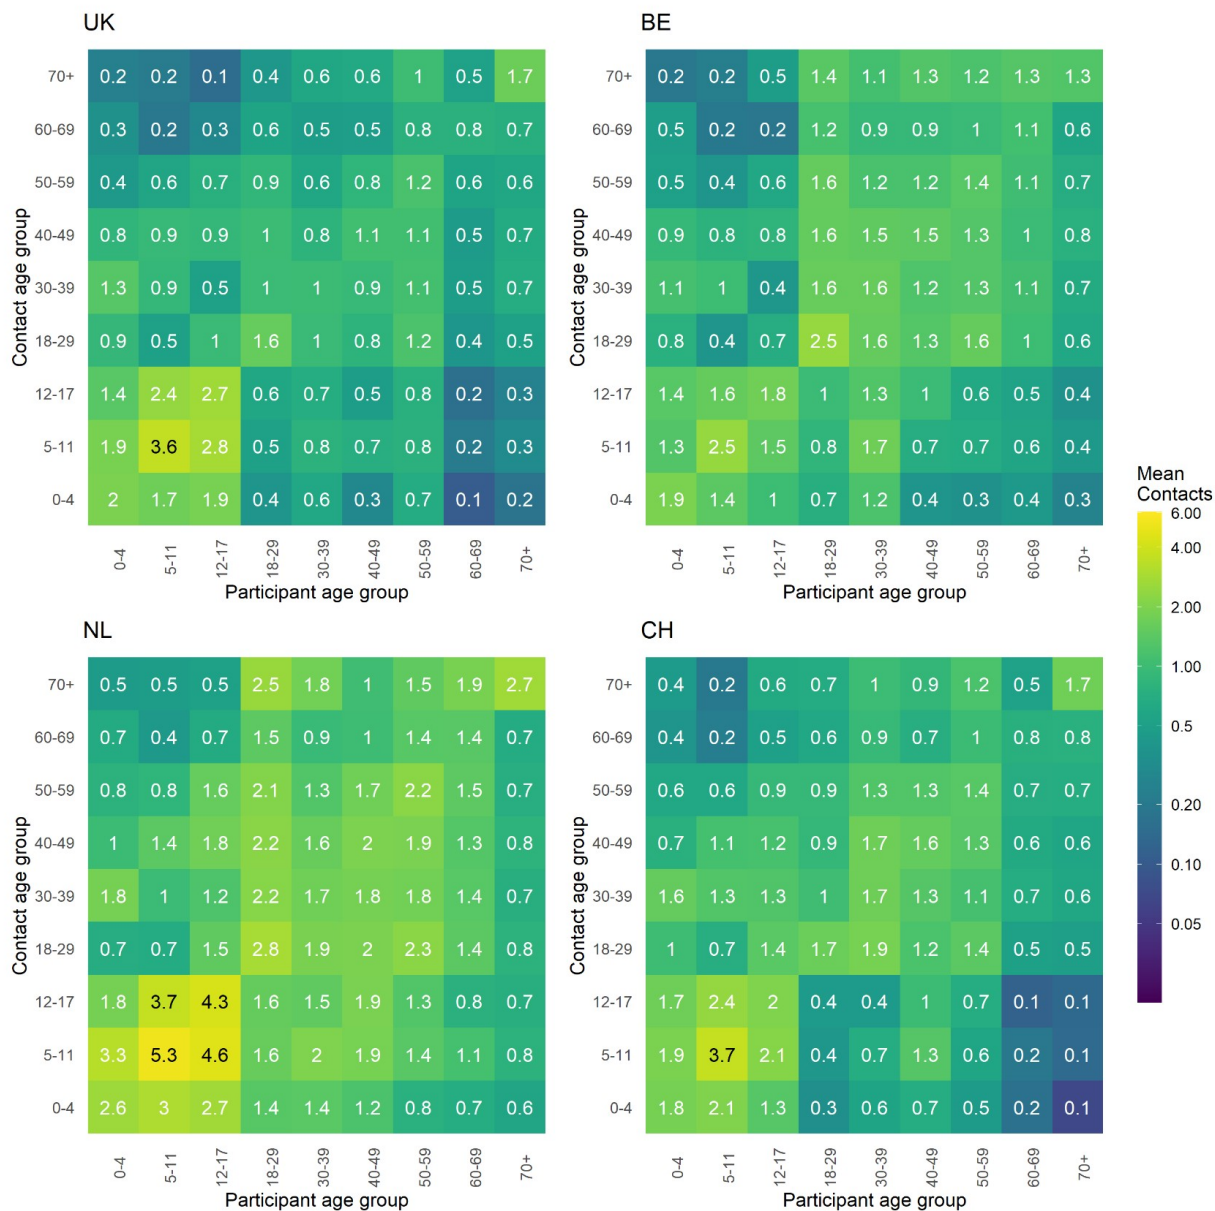 UK
70+ 0.2 0.2 0.1 0.4 0.6 0.6 1 0.5 1.7
60-69 0.3 0.2 0.3 0.6 0.5 0.5 0.8 0.8 0.7
50-59 0.4 0.6 0.7 0.9 0.6 0.8 1.2 0.6 0.6
40-49 0.8 0.9 0.9 1 0.8 1.1 1.1 0.5 0.7
30-39 1.3 0.9 0.5 1 1 0.9 1.1 0.5 0.7
18-29 0.9 0.5 1 1.6 1 0.8 1.2 0.4 0.5
12-17 1.4 2.4 2.7 0.6 0.7 0.5 0.8 0.2 0.3
5-11 1.9 3.6 2.8 0.5 0.8 0.7 0.8 0.2 0.3
0-4 2 1.7 1.9 0.4 0.6 0.3 0.7 0.1 0.2
0-4 5-11 12-17 18-29 30-39 40-49 50-59 60-69 70+
Participant age group
Contact age group
BE
70+ 0.2 0.2 0.5 1.4 1.1 1.3 1.2 1.3 1.3
60-69 0.5 0.2 0.2 1.2 0.9 0.9 1 1.1 0.6
50-59 0.5 0.4 0.6 1.6 1.2 1.2 1.4 1.1 0.7
40-49 0.9 0.8 0.8 1.6 1.5 1.5 1.3 1 0.8
30-39 1.1 1 0.4 1.6 1.6 1.2 1.3 1.1 0.7
18-29 0.8 0.4 0.7 2.5 1.6 1.3 1.6 1 0.6
12-17 1.4 1.6 1.8 1 1.3 1 0.6 0.5 0.4
5-11 1.3 2.5 1.5 0.8 1.7 0.7 0.7 0.6 0.4
0-4 1.9 1.4 1 0.7 1.2 0.4 0.3 0.4 0.3
0-4 5-11 12-17 18-29 30-39 40-49 50-59 60-69 70+
Participant age group
Contact age group
NL
70+ 0.5 0.5 0.5 2.5 1.8 1 1.5 1.9 2.7
60-69 0.7 0.4 0.7 1.5 0.9 1 1.4 1.4 0.7
50-59 0.8 0.8 1.6 2.1 1.3 1.7 2.2 1.5 0.7
40-49 1 1.4 1.8 2.2 1.6 2 1.9 1.3 0.8
30-39 1.8 1 1.2 2.2 1.7 1.8 1.8 1.4 0.7
18-29 0.7 0.7 1.5 2.8 1.9 2 2.3 1.4 0.8
12-17 1.8 3.7 4.3 1.6 1.5 1.9 1.3 0.8 0.7
5-11 3.3 5.3 4.6 1.6 2 1.9 1.4 1.1 0.8
0-4 2.6 3 2.7 1.4 1.4 1.2 0.8 0.7 0.6
0-4 5-11 12-17 18-29 30-39 40-49 50-59 60-69 70+
Participant age group
Contact age group
CH
70+ 0.4 0.2 0.6 0.7 1 0.9 1.2 0.5 1.7
60-69 0.4 0.2 0.5 0.6 0.9 0.7 1 0.8 0.8
50-59 0.6 0.6 0.9 0.9 1.3 1.3 1.4 0.7 0.7
40-49 0.7 1.1 1.2 0.9 1.7 1.6 1.3 0.6 0.6
30-39 1.6 1.3 1.3 1 1.7 1.3 1.1 0.7 0.6
18-29 1 0.7 1.4 1.7 1.9 1.2 1.4 0.5 0.5
12-17 1.7 2.4 2 0.4 0.4 1 0.7 0.1 0.1
5-11 1.9 3.7 2.1 0.4 0.7 1.3 0.6 0.2 0.1
0-4 1.8 2.1 1.3 0.3 0.6 0.7 0.5 0.2 0.1
0-4 5-11 12-17 18-29 30-39 40-49 50-59 60-69 70+
Participant age group
Contact age group
Mean
Contacts
6.00
4.00
2.00
1.00
0.5
0.20
0.10
0.05